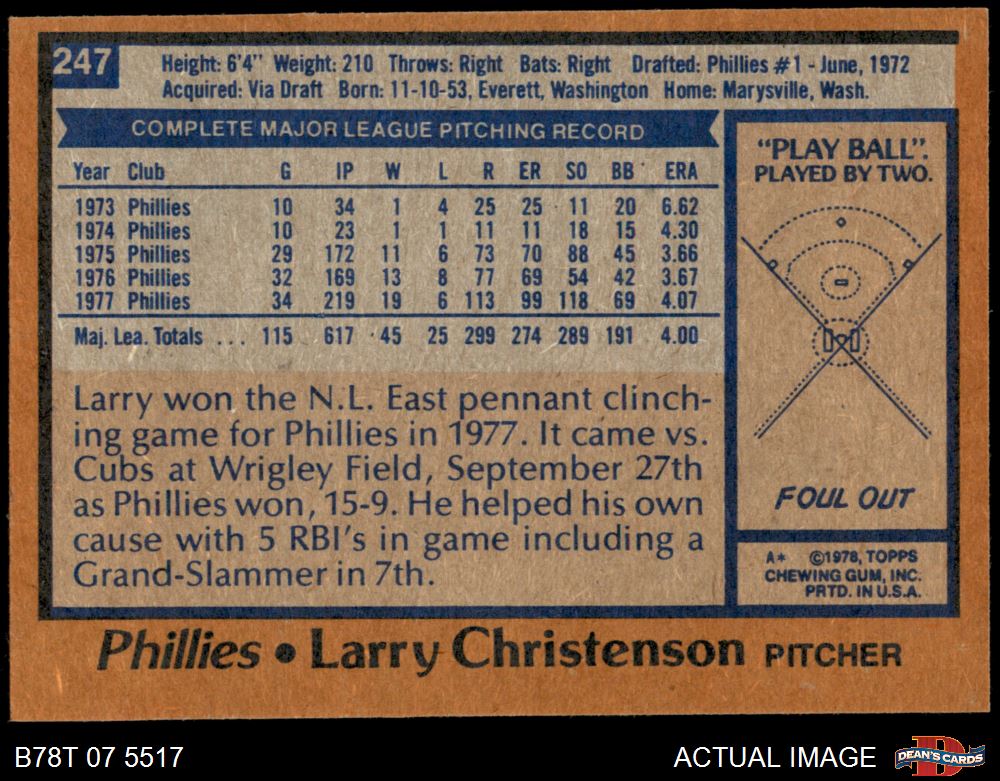 247
Height: 6'4" Weight: 210 Throws: Right Bats: Right Drafted: Phillies #1 - June, 1972
Acquired: Via Draft Born: 11-10-53, Everett, Washington Home: Marysville, Wash.
COMPLETE MAJOR LEAGUE PITCHING RECORD
Year Club G IP W L R ER SO BB ERA
1973 Phillies 10 34 1 4 25 25 11 20 6.62
1974 Phillies 10 23 1 1 11 11 18 15 4.30
1975 Phillies 29 172 11 6 73 70 88 45 3.66
1976 Phillies 32 169 13 8 77 69 54 42 3.67
1977 Phillies 34 219 19 6 113 99 118 69 4.07
Maj. Lea. Totals ... 115 617 45 25 299 274 289 191 4.00
Larry won the N.L. East pennant clinch-
ing game for Phillies in 1977. It came vs.
Cubs at Wrigley Field, September 27th
as Phillies won, 15-9. He helped his own
cause with 5 RBI's in game including a
Grand-Slammer in 7th.
"PLAY BALL".
PLAYED BY TWO.
FOUL OUT
A* ©1978, TOPPS
CHEWING GUM, INC.
PRTD. IN U.S.A.
Phillies • Larry Christenson PITCHER
B78T 07 5517
ACTUAL IMAGE
D
DEAN'S CARDS